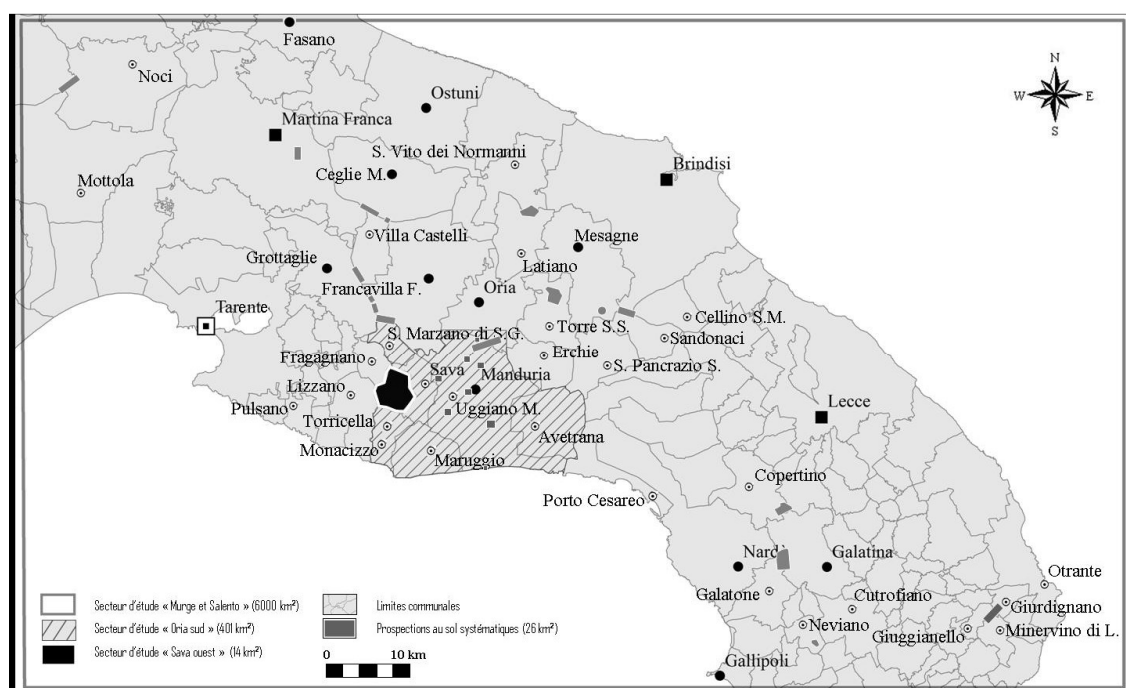 Fasano
Noci
Ostuni
Martina Franca
S. Vito dei Normanni
Ceglie M.
Brindisi
Mottola
N
W E
S
Villa Castelli
Mesagne
Grottaglie
Latiano
Francavilla F.
Oria
Tarente
Cellino S.M.
S. Marzano di S.G.
Torre S.S.
Sandonaci
Fragagnano
Erchie
S. Pancrazio S.
Sava
Manduria
Lizzano
Pulsano
Uggiano M.
Lecce
Torricella
Avetrana
Monacizzo
Maruggio
Copertino
Porto Cesareo
Nardò
Galatina
Otrante
Galatone
Cutrofiano
Giurdignano
Neviano
Giuggianello
Minervino di L.
Gallipoli
Secteur d'étude « Murge et Salento » (6000 km²)
Secteur d'étude « Oria sud » (401 km²)
Secteur d'étude « Sava ouest » (14 km²)
Limites communales
Prospections au sol systématiques (26 km²)
0 10 km